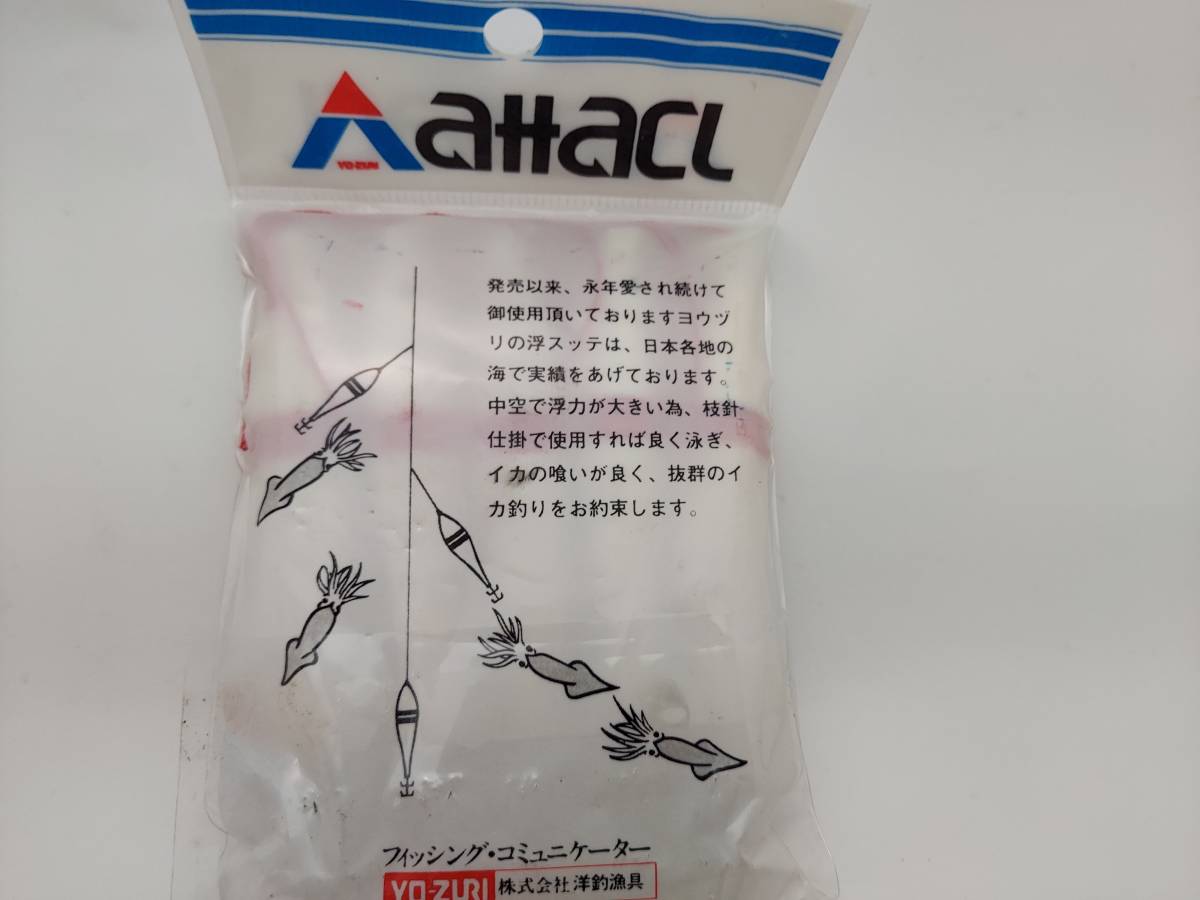 attacl
YO-ZURI
発売以来、永年愛され続けて
御使用頂いておりますヨウヅ
リの浮スッテは、日本各地の
海で実績をあげております。
中空で浮力が大きい為、枝針
仕掛で使用すれば良く泳ぎ、
イカの喰いが良く、抜群のイ
カ釣りをお約束します。
フィッシング・コミュニケーター
YO-ZURI 株式会社洋釣漁具